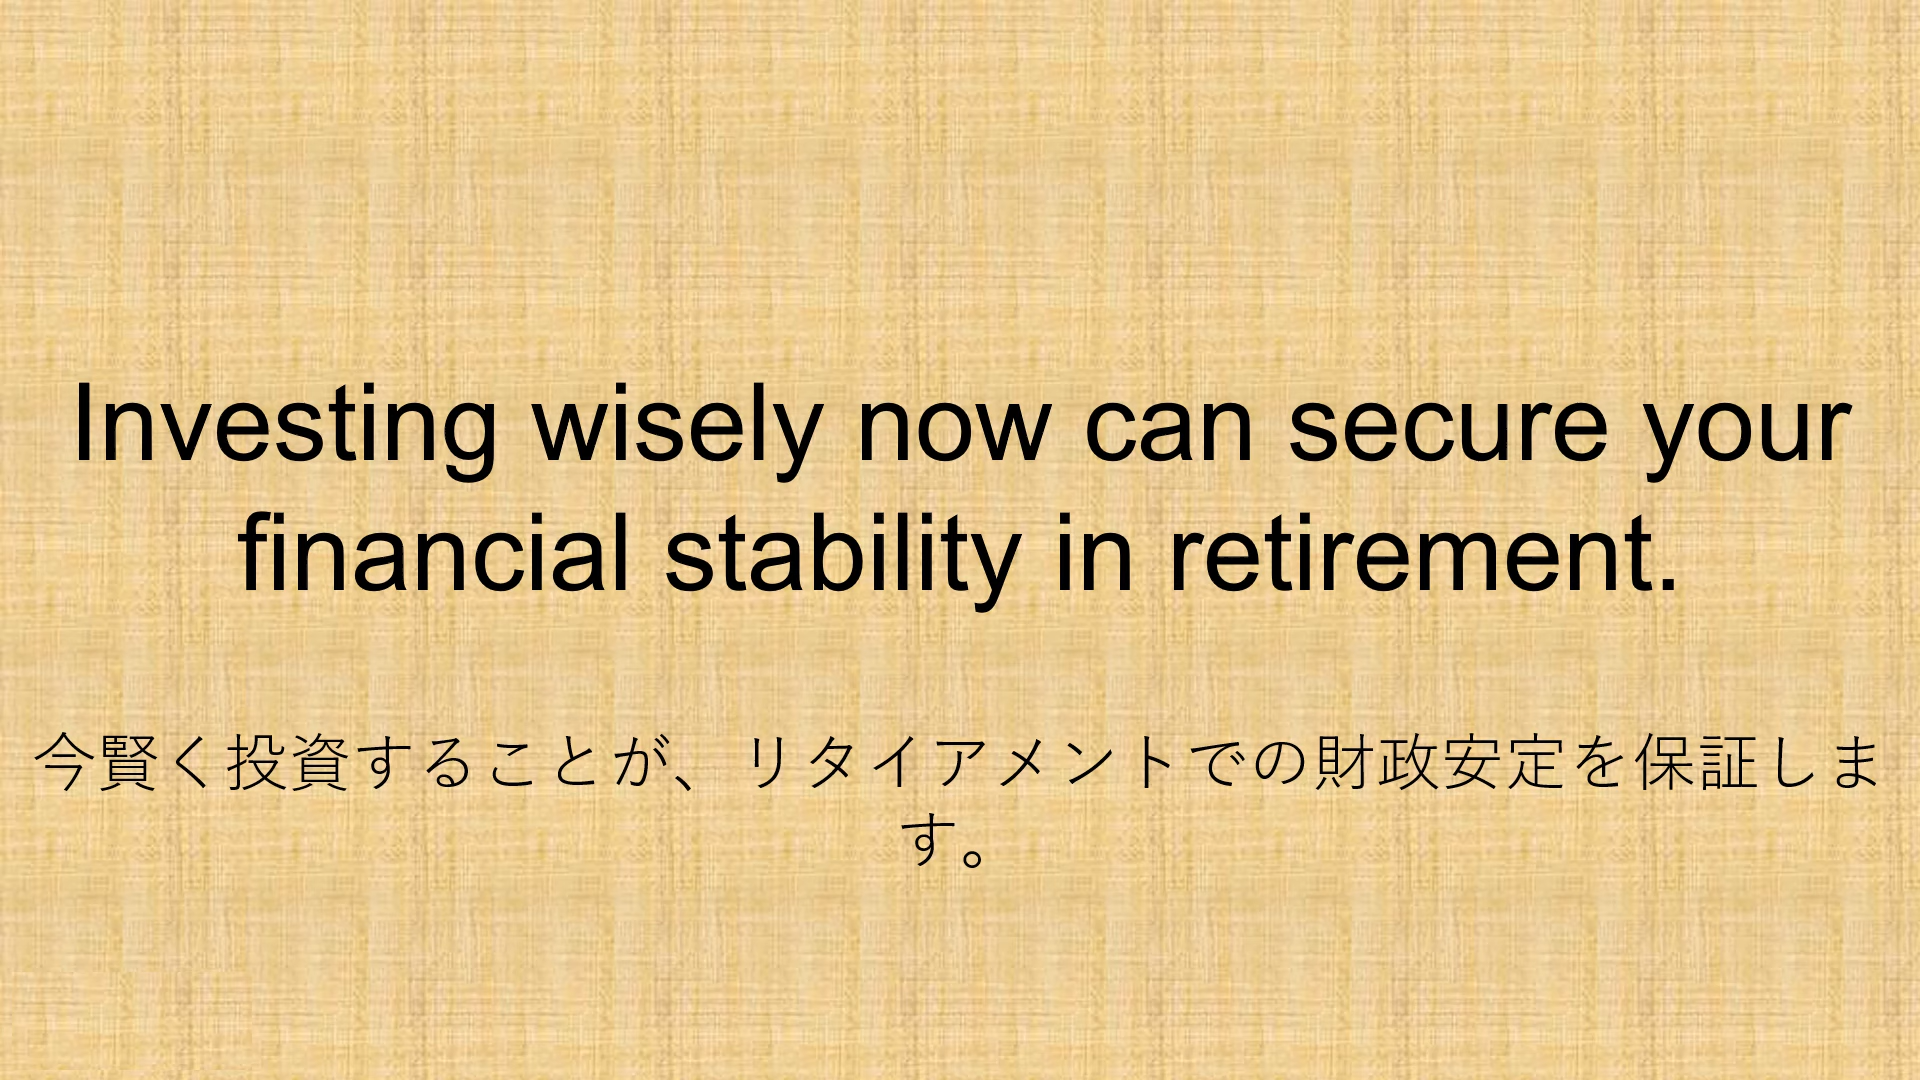 Investing wisely now can secure your
financial stability in retirement.
今賢く投資することが、リタイアメントでの財政安定を保証しま
す。